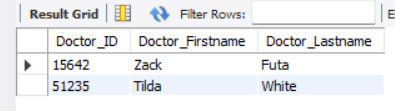 Result Grid Filter Rows:
Doctor_ID Doctor_Firstname Doctor_Lastname
15642 Zack Futa
51235 Tilda White